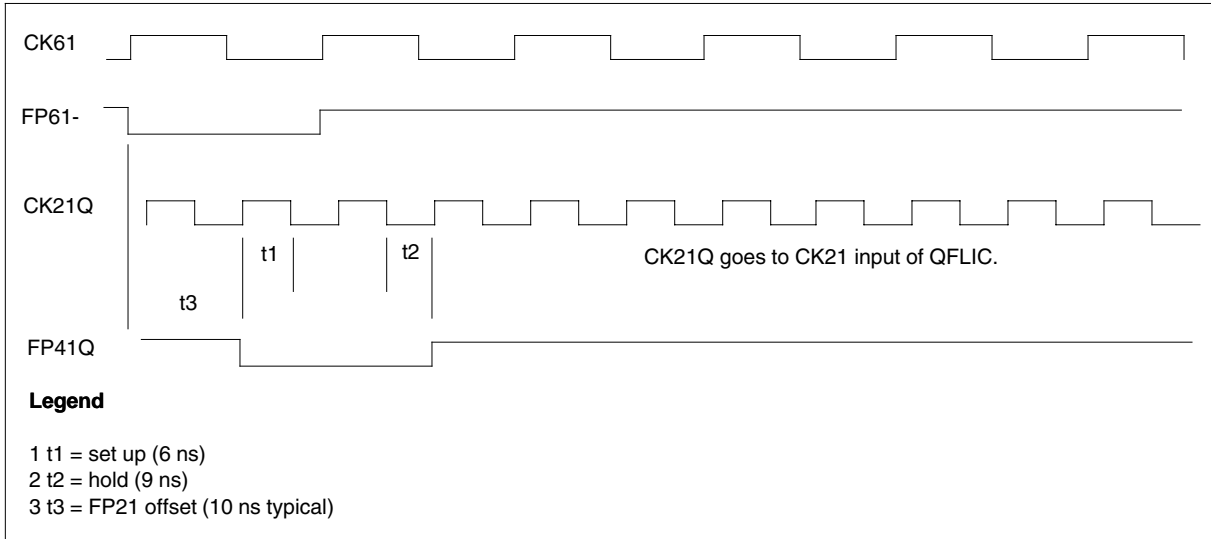 CK61
FP61-
CK21Q
t1
t2
CK21Q goes to CK21 input of QFLIC.
t3
FP41Q
Legend
1 t1 = set up (6 ns)
2 t2 = hold (9 ns)
3 t3 = FP21 offset (10 ns typical)